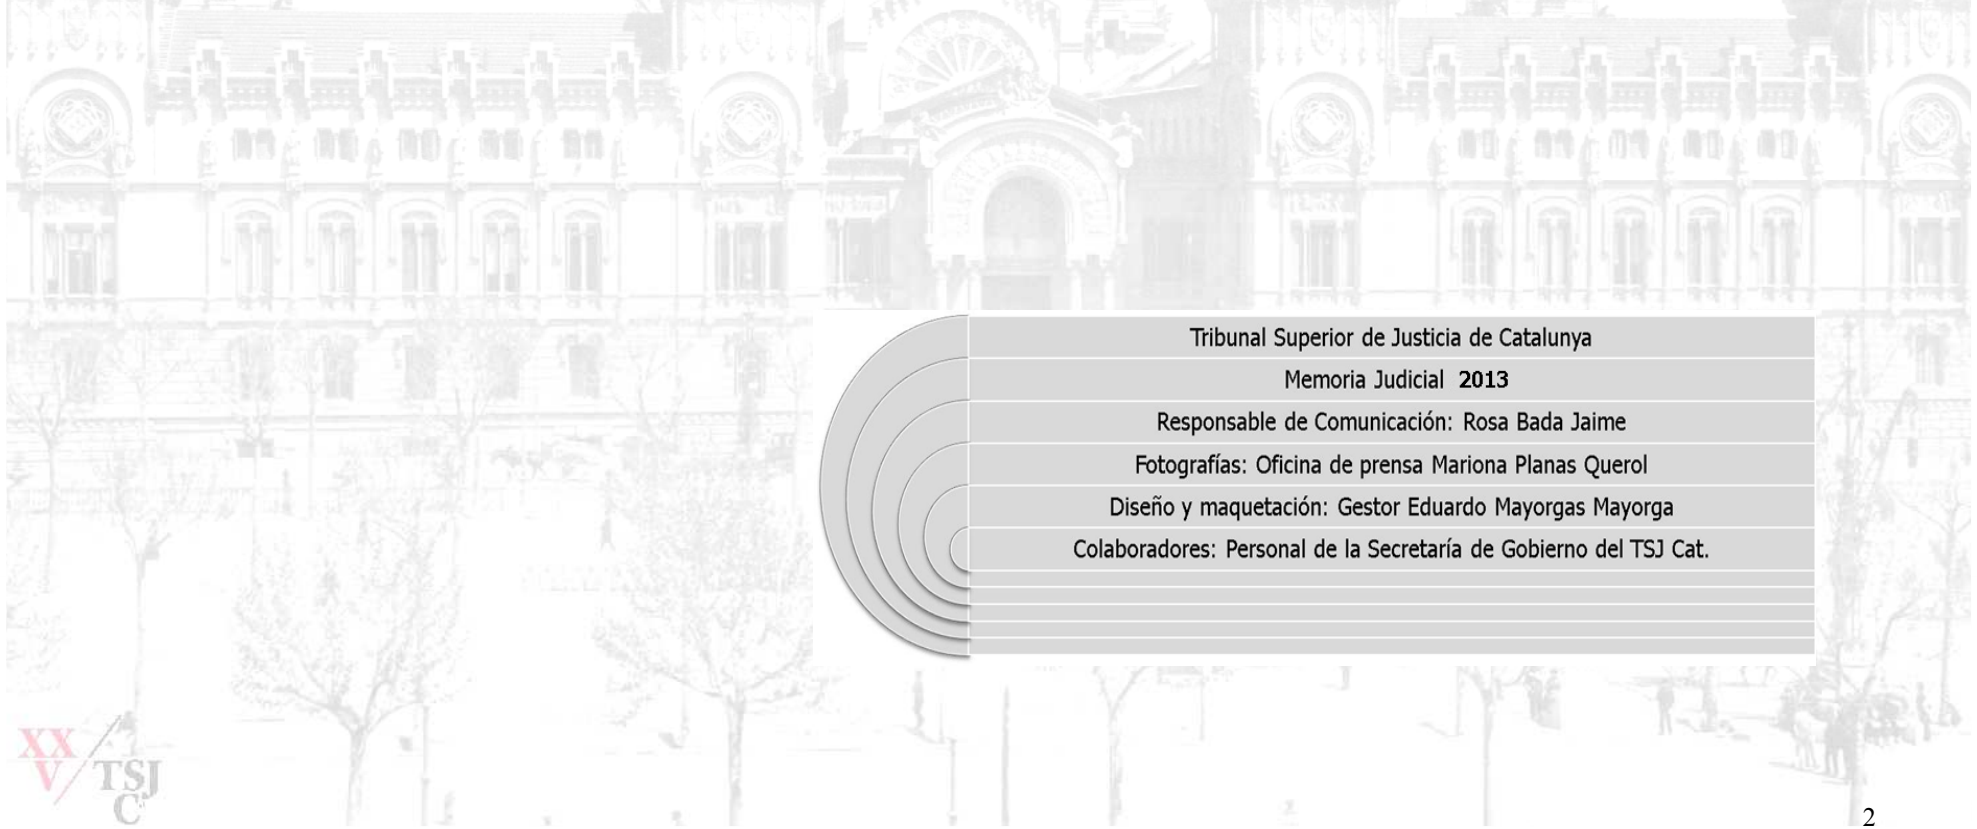 Tribunal Superior de Justicia de Catalunya
Memoria Judicial 2013
Responsable de Comunicación: Rosa Bada Jaime
Fotografías: Oficina de prensa Mariona Planas Querol
Diseño y maquetación: Gestor Eduardo Mayorgas Mayorga
Colaboradores: Personal de la Secretaría de Gobierno del TSJ Cat.
XX
V/TSJ
C
2